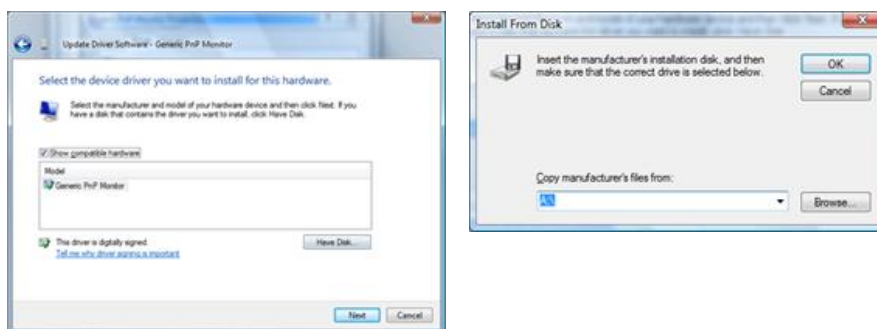 Update Driver Software - Generic PnP Monitor
Select the device driver you want to install for this hardware.
Select the manufacturer and model of your hardware device and then click Next. If you
have a disk that contains the driver you want to install, click Have Disk.
Show compatible hardware
Model
Generic PnP Monitor
This driver is digitally signed.
Tell me why driver signing is important
Have Disk...
Next
Cancel
Install From Disk
Insert the manufacturer's installation disk, and then
make sure that the correct drive is selected below.
OK
Cancel
Copy manufacturer's files from:
A:\
Browse...